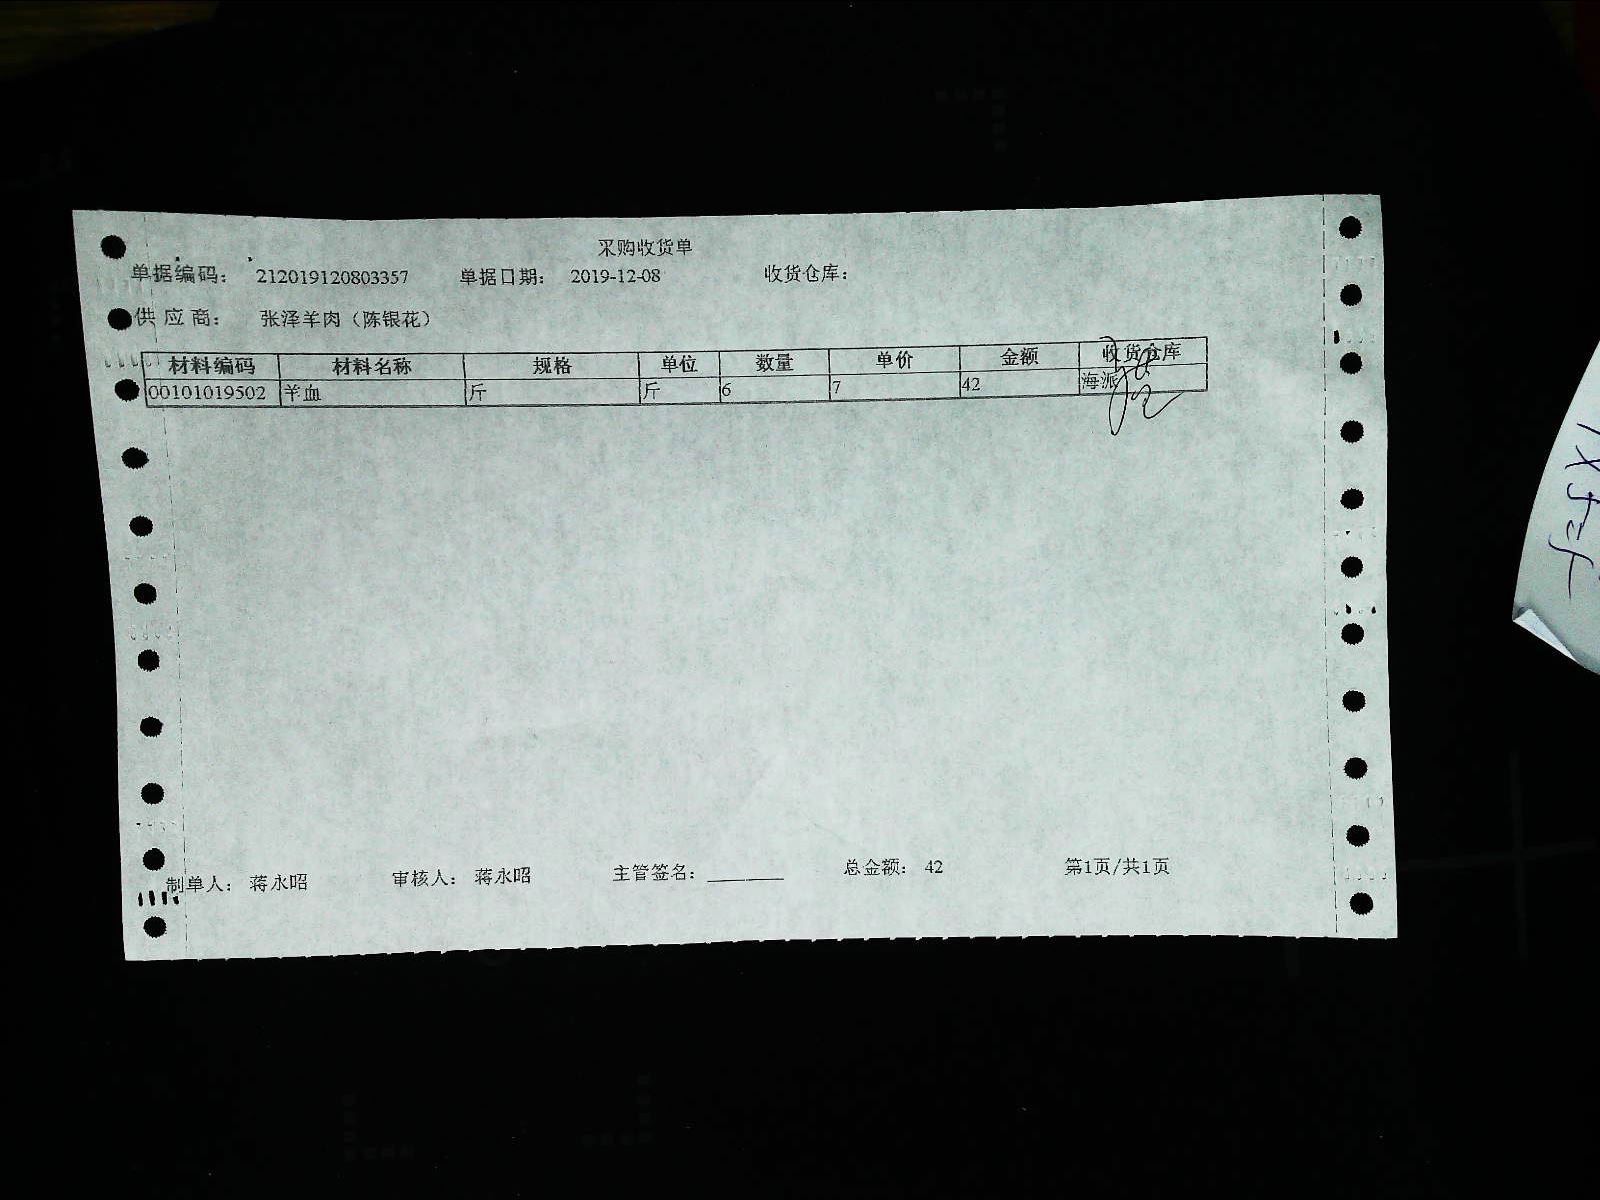 采购收货单
单据编码： 212019120803357 单据日期： 2019-12-08 收货仓库：
供应商： 张泽羊肉（陈银花）
材料编码 材料名称 规格 单位 数量 单价 金额 收货仓库
00101019502 羊血 斤 斤 6 7 42 海派
制单人： 蒋永昭 审核人： 蒋永昭 主管签名：________ 总金额： 42 第1页/共1页